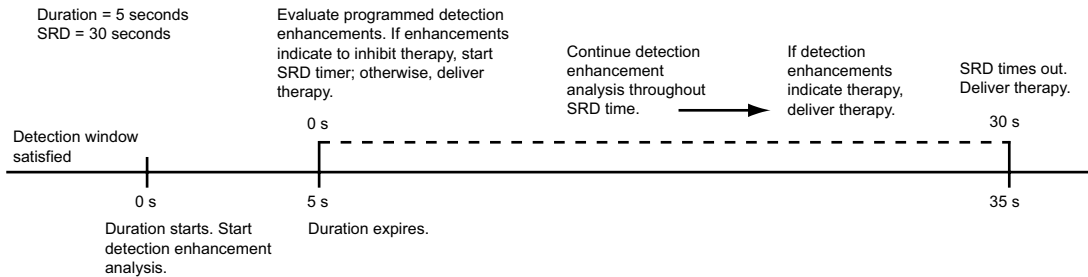 Duration = 5 seconds
SRD = 30 seconds
Evaluate programmed detection
enhancements. If enhancements
indicate to inhibit therapy, start
SRD timer; otherwise, deliver
therapy.
Continue detection
enhancement
analysis throughout
SRD time.
If detection
enhancements
indicate therapy,
deliver therapy.
SRD times out.
Deliver therapy.
0 s
30 s
Detection window
satisfied
0 s
5 s
35 s
Duration starts. Start
detection enhancement
analysis.
Duration expires.